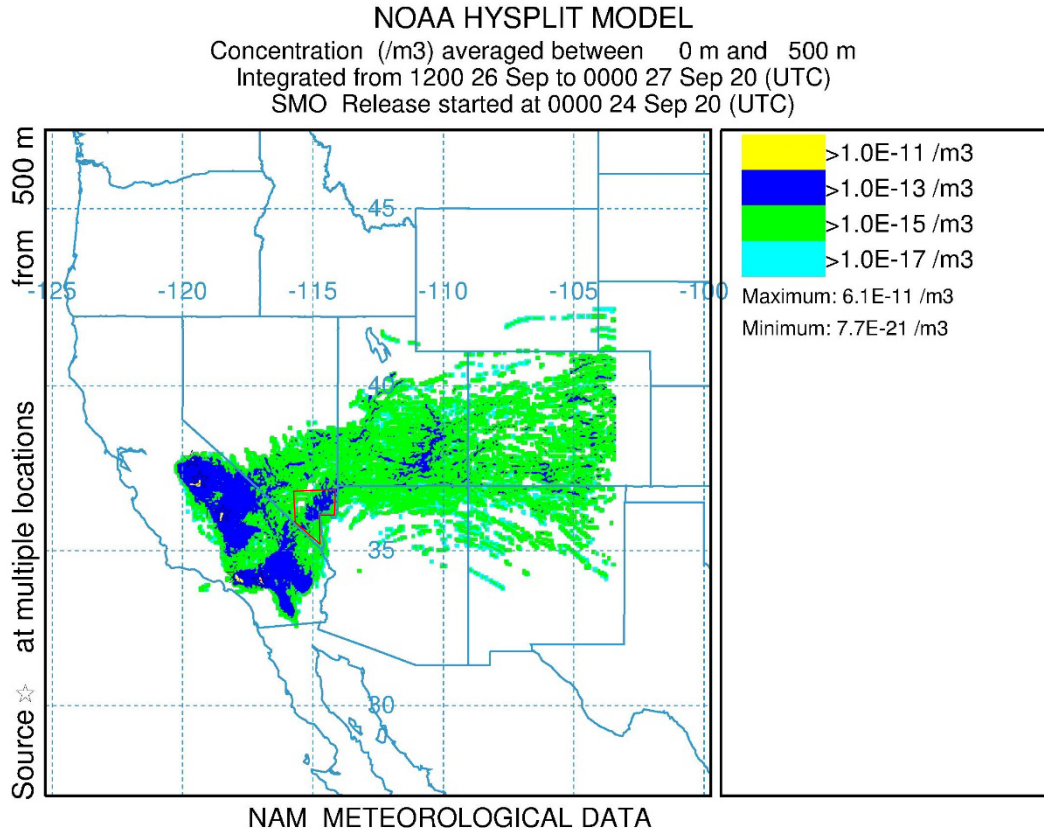 NOAA HYSPLIT MODEL
Concentration (/m3) averaged between 0 m and 500 m
Integrated from 1200 26 Sep to 0000 27 Sep 20 (UTC)
SMO Release started at 0000 24 Sep 20 (UTC)
Source ☆ at multiple locations from 500 m
45
-125 -120 -115 -110 -105 -100
40
35
30
>1.0E-11 /m3
>1.0E-13 /m3
>1.0E-15 /m3
>1.0E-17 /m3
Maximum: 6.1E-11 /m3
Minimum: 7.7E-21 /m3
NAM METEOROLOGICAL DATA